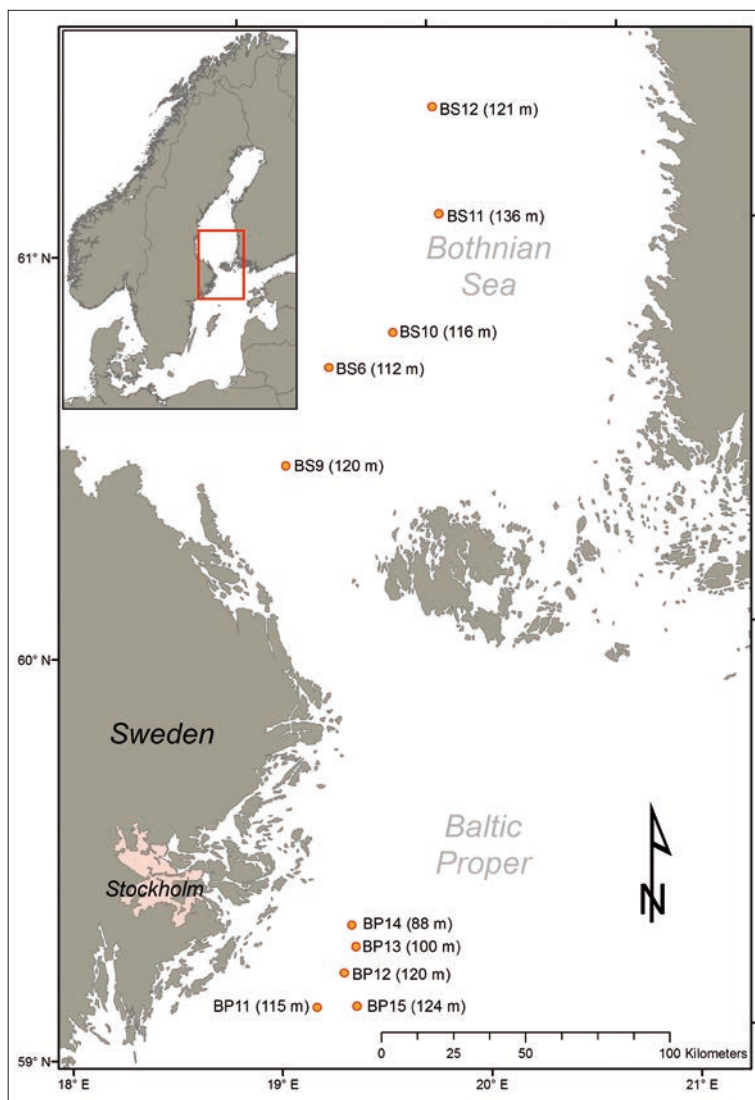 BS12 (121 m)
BS11 (136 m)
61° N
Bothnian
Sea
BS10 (116 m)
BS6 (112 m)
BS9 (120 m)
60° N
Sweden
Baltic
Proper
Stockholm
N
BP14 (88 m)
BP13 (100 m)
BP12 (120 m)
BP11 (115 m)
BP15 (124 m)
0 25 50 100 Kilometers
59° N
18° E 19° E 20° E 21° E